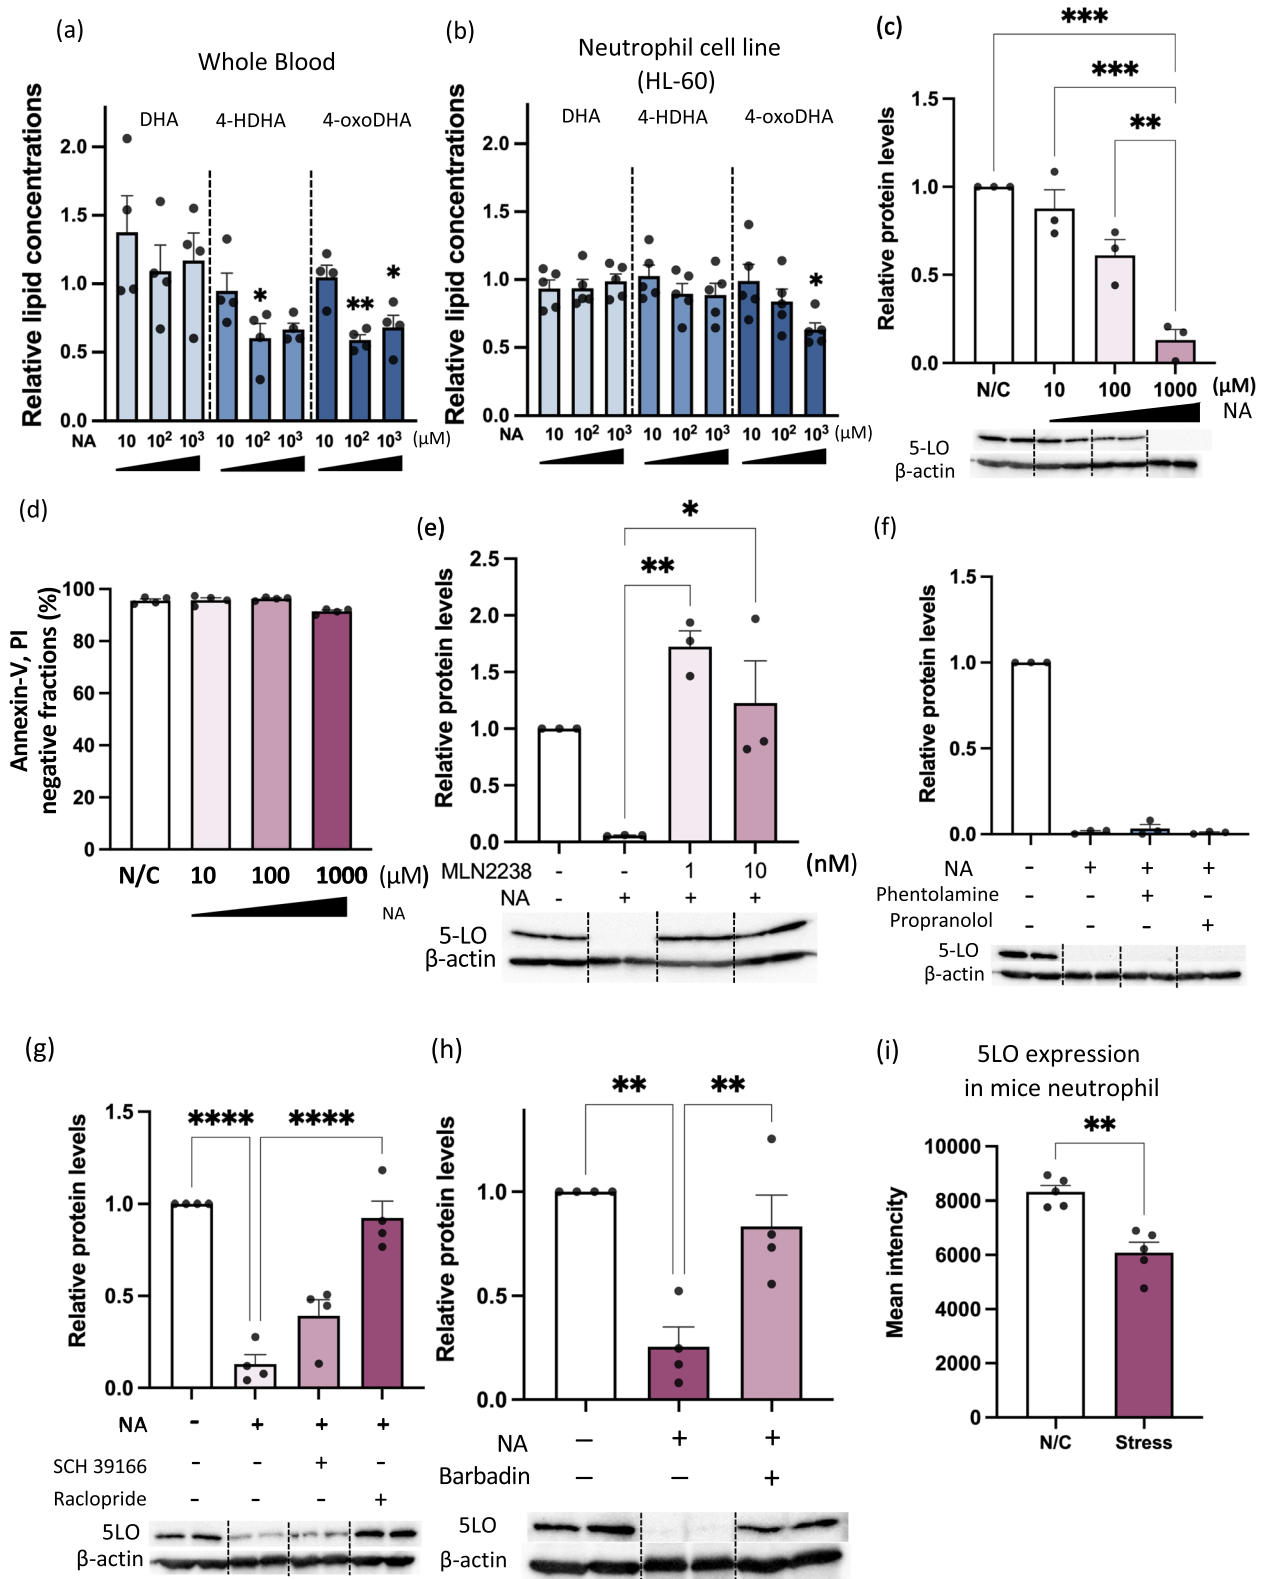 (a)
Whole Blood
Relative lipid concentrations
DHA 4-HDHA 4-oxoDHA
2.0
1.5
1.0
0.5
0.0
* ** *
NA 10 10² 10³ 10 10² 10³ 10 10² 10³ (μM)
(b)
Neutrophil cell line
(HL-60)
Relative lipid concentrations
DHA 4-HDHA 4-oxoDHA
2.0
1.5
1.0
0.5
0.0
*
NA 10 10² 10³ 10 10² 10³ 10 10² 10³ (μM)
(c)
***
***
**
Relative protein levels
1.5
1.0
0.5
0.0
N/C 10 100 1000 (μM)
NA
5-LO
β-actin
(d)
Annexin-V, PI
negative fractions (%)
100
80
60
40
20
0
N/C 10 100 1000 (μM)
NA
(e)
*
**
Relative protein levels
2.5
2.0
1.5
1.0
0.5
0.0
MLN2238 - - 1 10 (nM)
NA - + + +
5-LO
β-actin
(f)
Relative protein levels
1.5
1.0
0.5
0.0
NA - + + +
Phentolamine - - + -
Propranolol - - - +
5-LO
β-actin
(g)
**** ****
Relative protein levels
1.5
1.0
0.5
0.0
NA - + + +
SCH 39166 - - + -
Raclopride - - - +
5LO
β-actin
(h)
** **
Relative protein levels
1.0
0.5
0.0
NA – + +
Barbadin – – +
5LO
β-actin
(i)
5LO expression
in mice neutrophil
**
Mean intencity
10000
8000
6000
4000
2000
0
N/C Stress